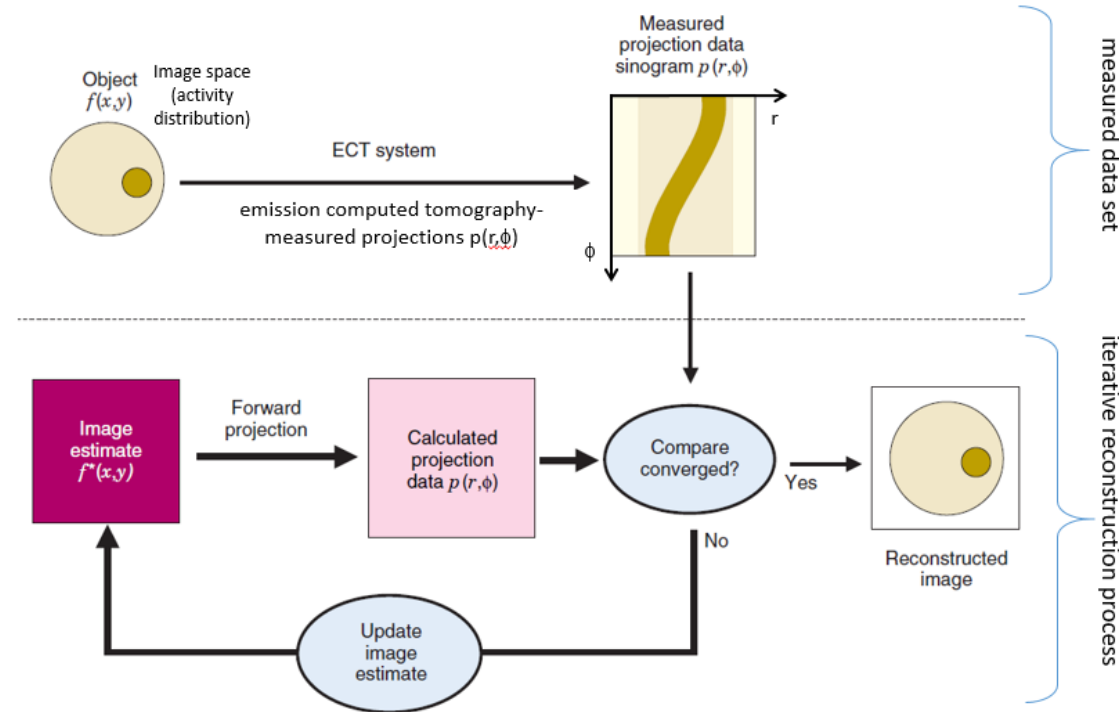 Measured
projection data
sinogram p(r,ϕ)
Object
f(x,y)
Image space
(activity
distribution)
r
ECT system
emission computed tomography-
measured projections p(r,ϕ)
ϕ
measured data set
Image
estimate
f*(x,y)
Forward
projection
Calculated
projection
data p(r,ϕ)
Compare
converged?
Yes
No
Reconstructed
image
Update
image
estimate
iterative reconstruction process